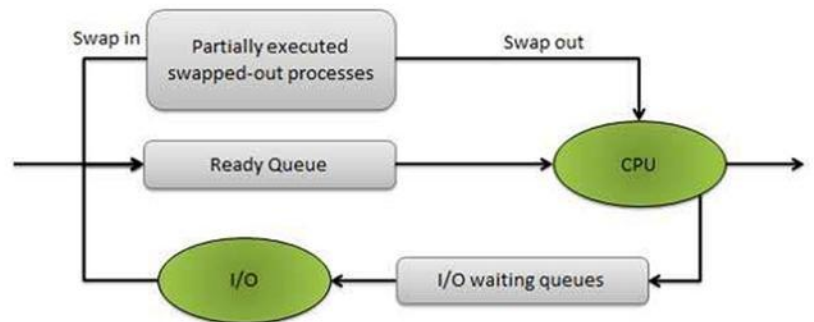 Swap in
Partially executed
swapped-out processes
Swap out
Ready Queue
CPU
I/O
I/O waiting queues